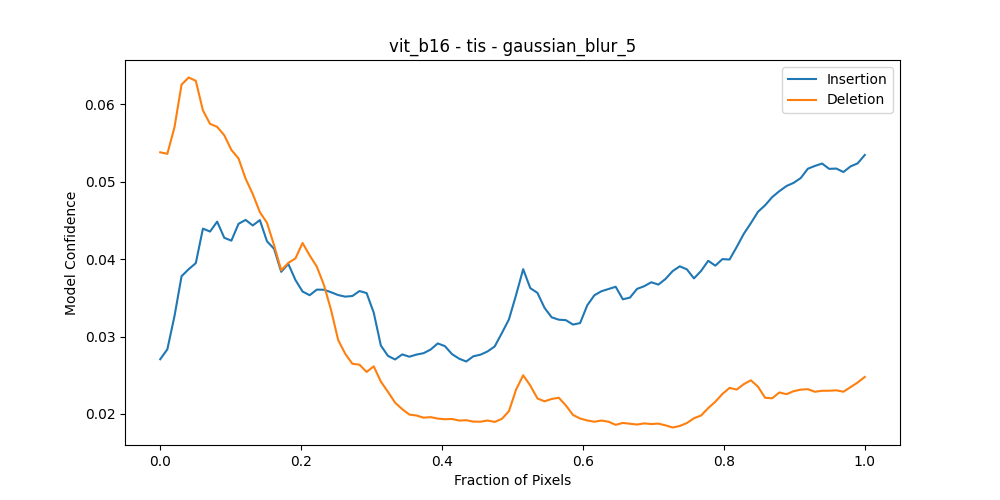 vit_b16 - tis - gaussian_blur_5
Insertion
Deletion
Model Confidence
0.06
0.05
0.04
0.03
0.02
0.0 0.2 0.4 0.6 0.8 1.0
Fraction of Pixels